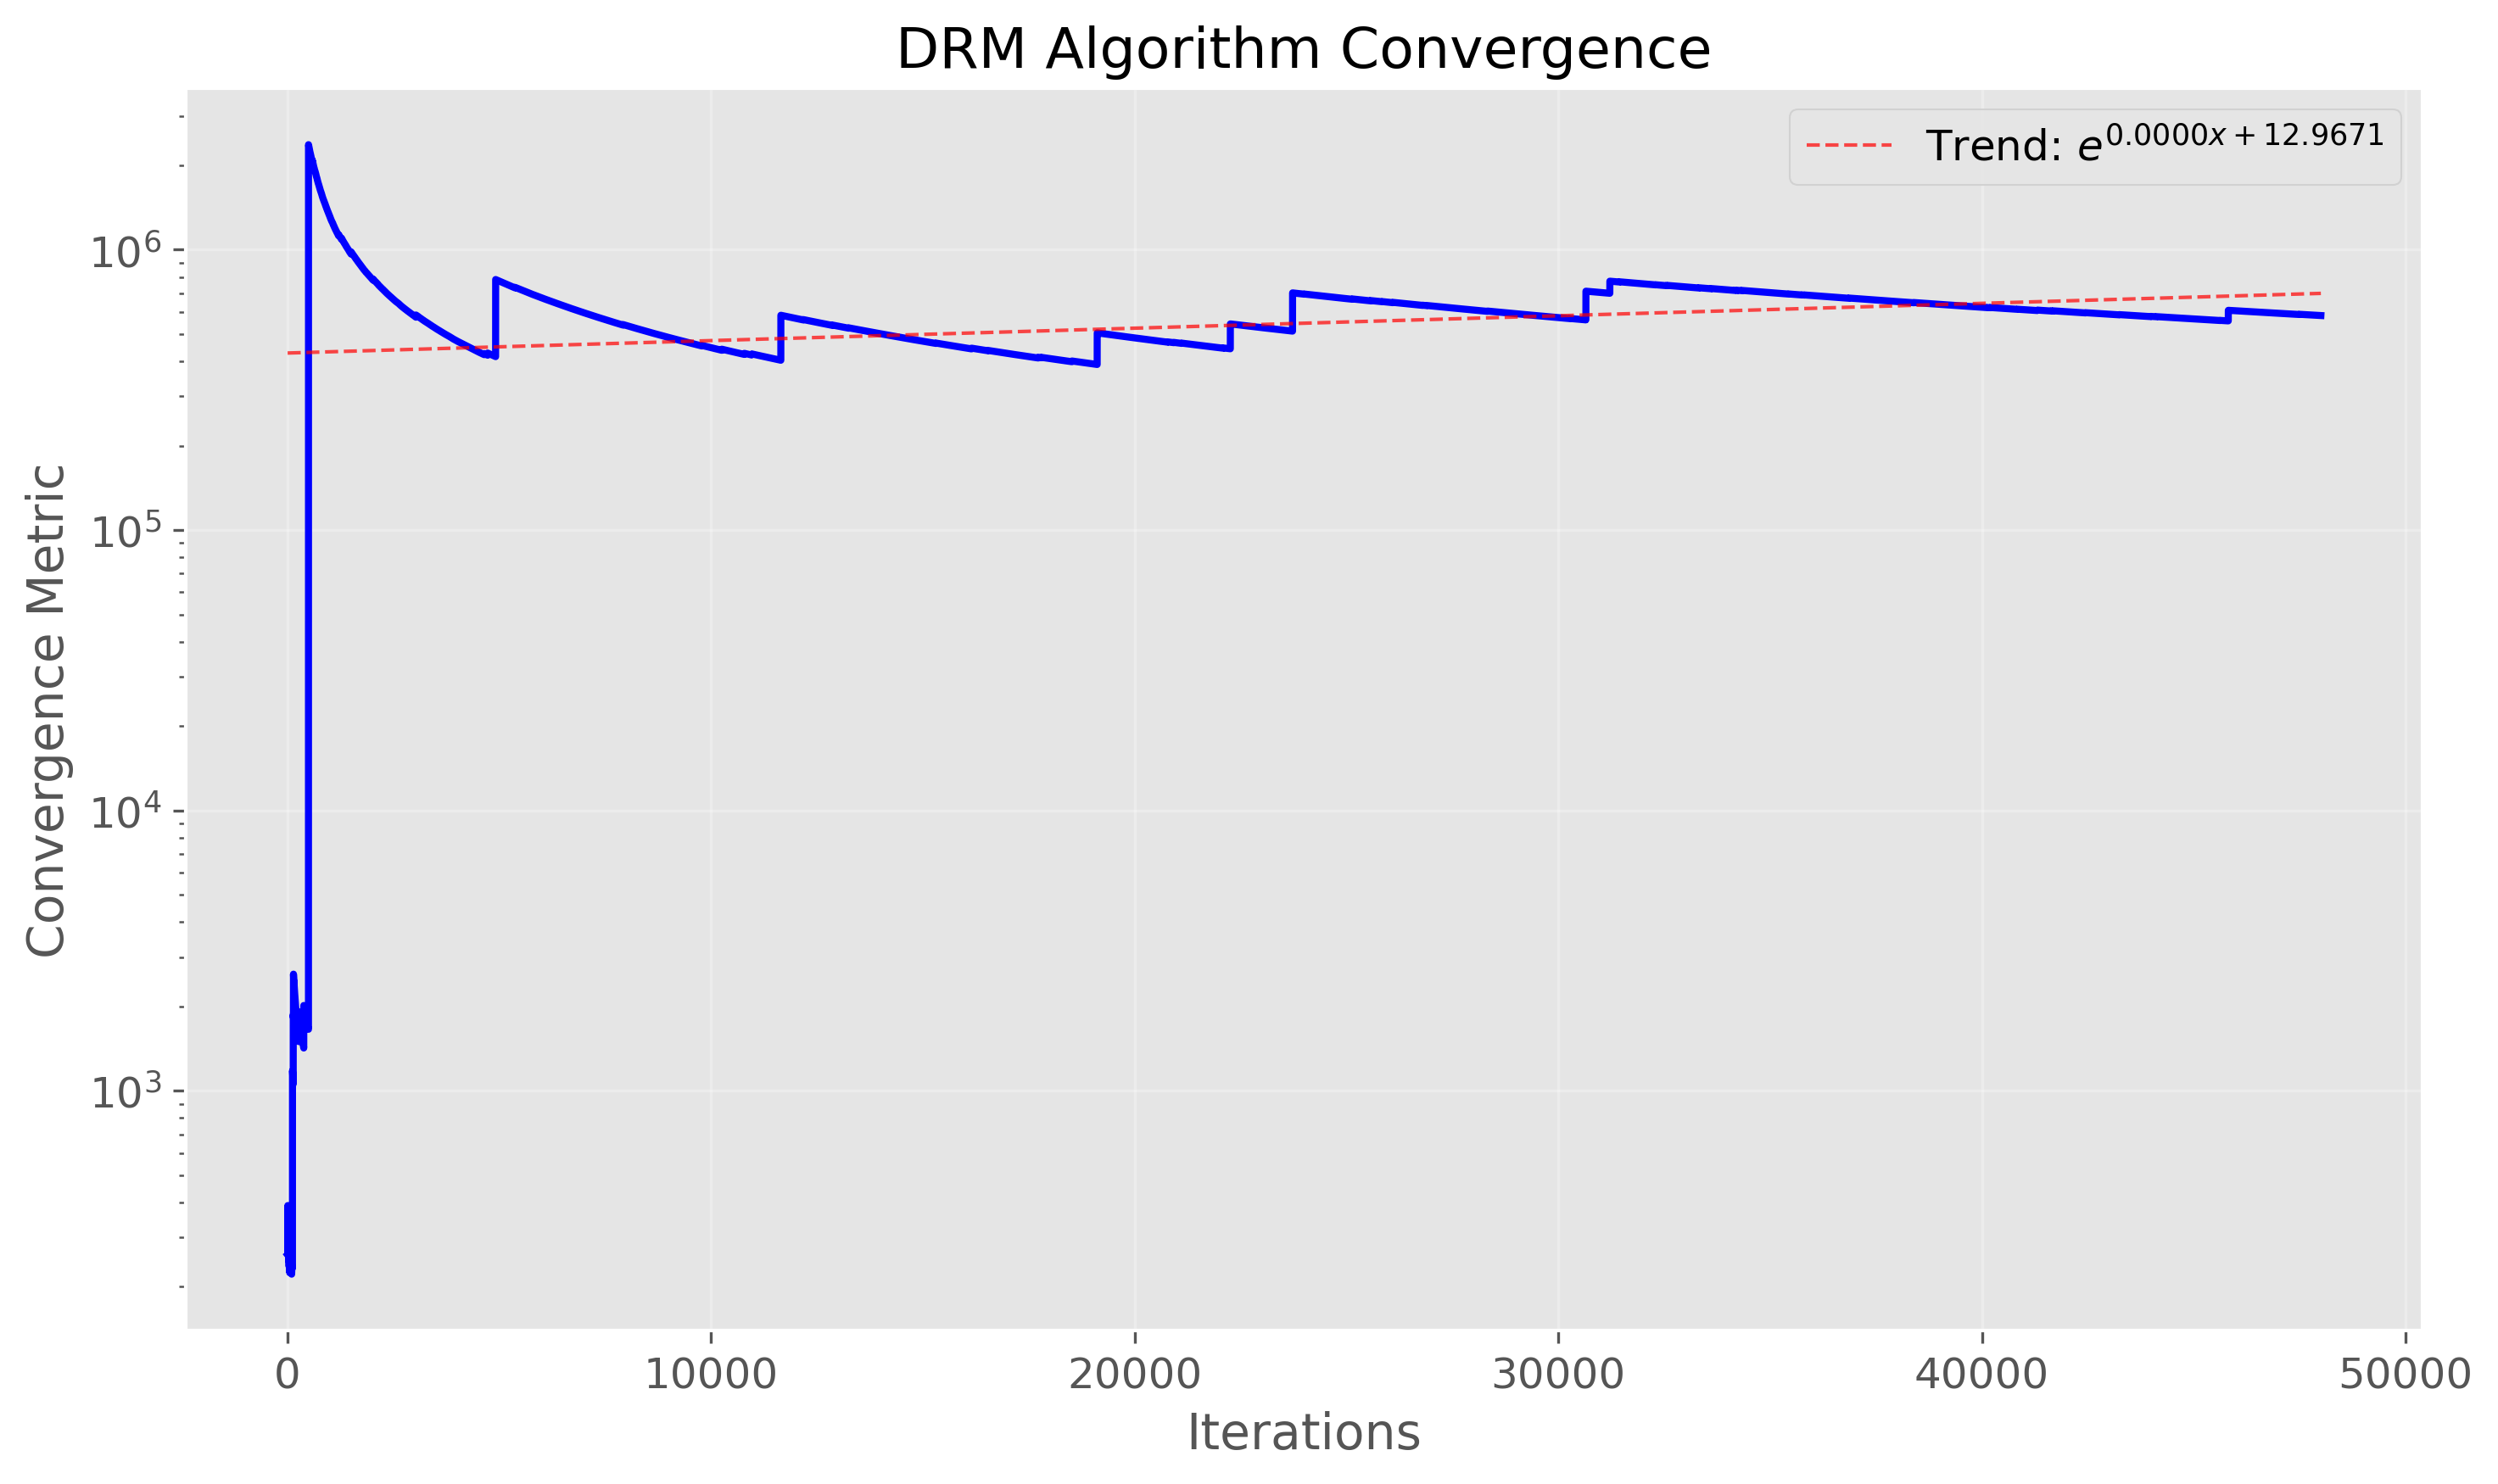 DRM Algorithm Convergence
Trend: e^{0.0000x + 12.9671}
Convergence Metric
10^6
10^5
10^4
10^3
0 10000 20000 30000 40000 50000
Iterations